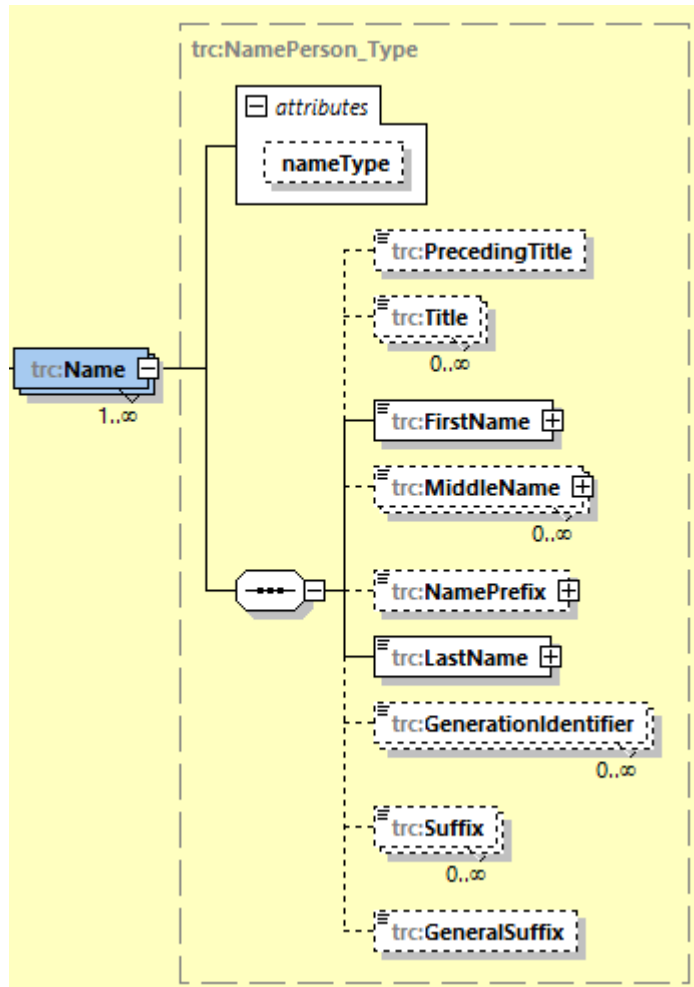 trc:NamePerson_Type
attributes
nameType
trc:PrecedingTitle
trc:Title
0..∞
trc:Name
1..∞
trc:FirstName
trc:MiddleName
0..∞
trc:NamePrefix
trc:LastName
trc:GenerationIdentifier
0..∞
trc:Suffix
0..∞
trc:GeneralSuffix